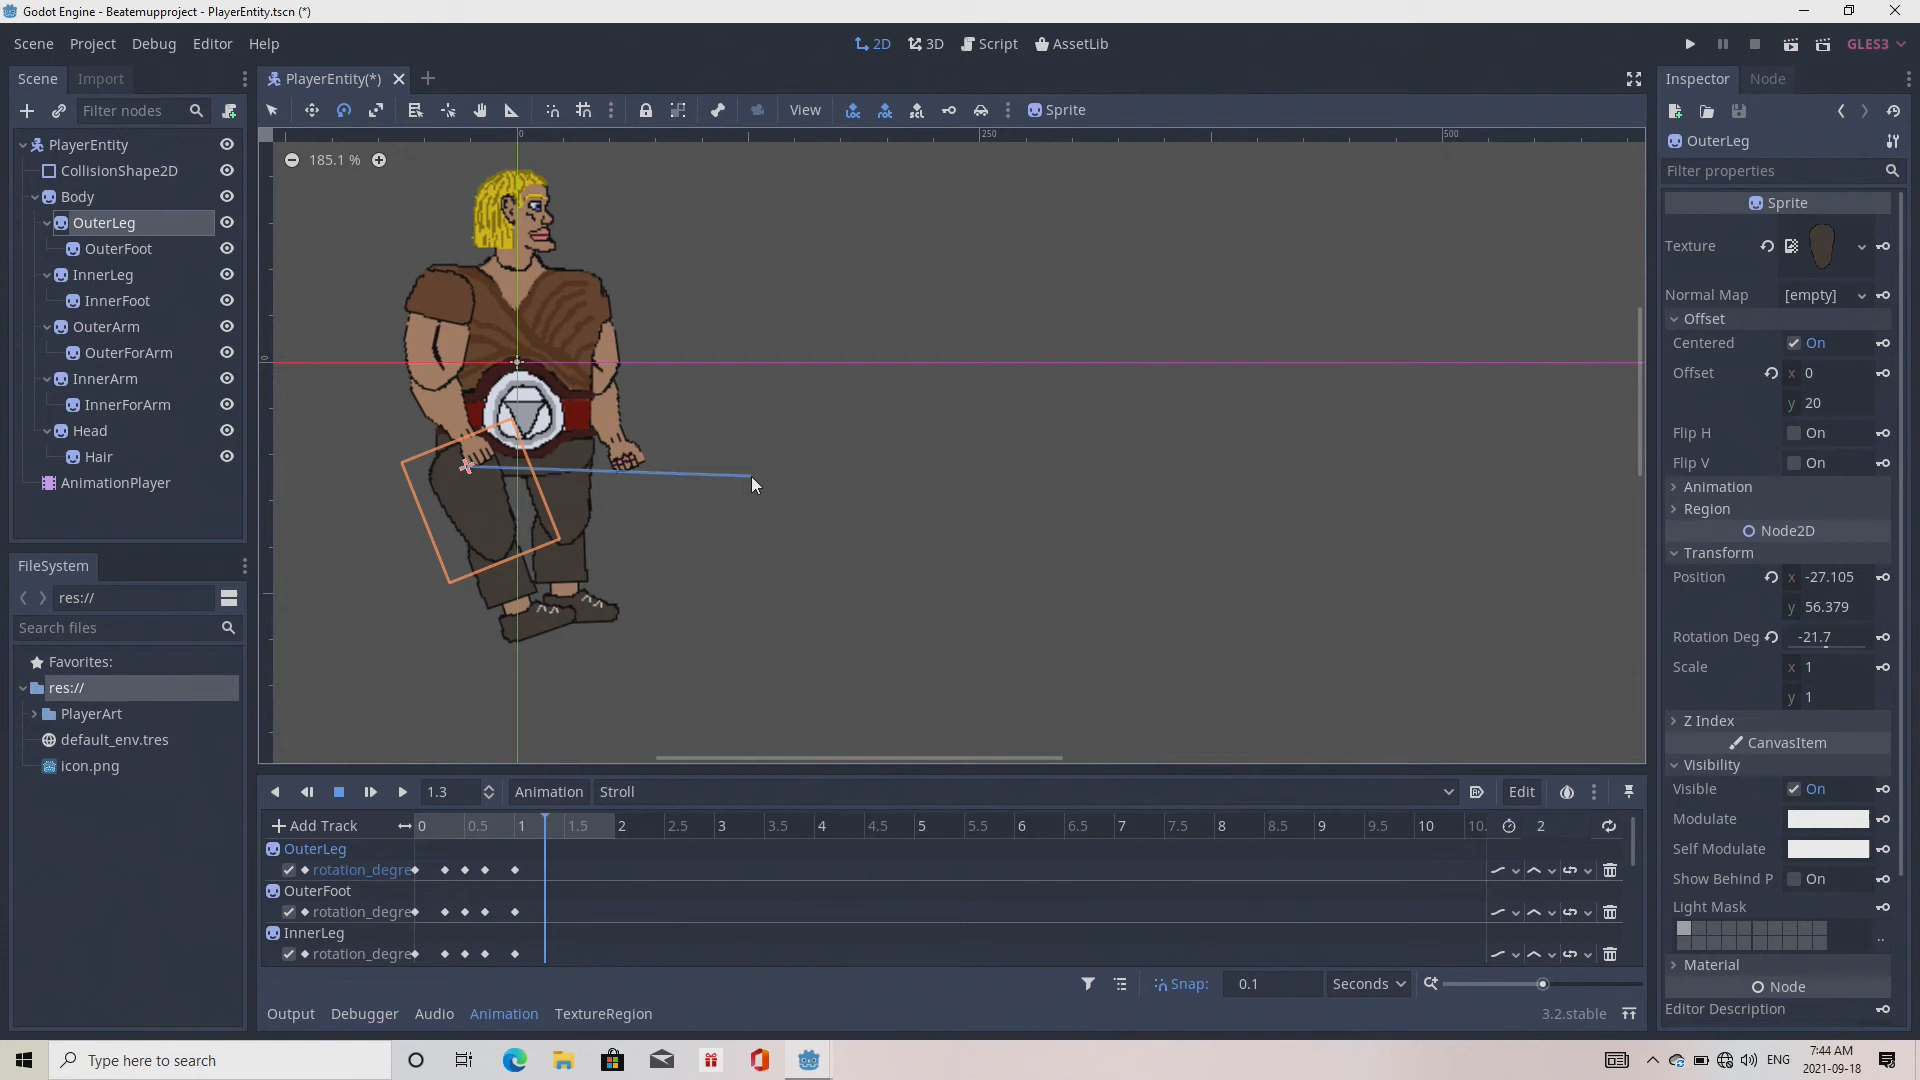 Godot Engine - Beatemupproject - PlayerEntity.tscn (*)
Scene Project Debug Editor Help
2D 3D Script AssetLib
GLES3
Scene Import
PlayerEntity(*)
Inspector Node
Filter nodes
View
Sprite
PlayerEntity
CollisionShape2D
Body
OuterLeg
OuterFoot
InnerLeg
InnerFoot
OuterArm
OuterForArm
InnerArm
InnerForArm
Head
Hair
AnimationPlayer
0 250 500
185.1 %
0
OuterLeg
Filter properties
Sprite
Texture
Normal Map [empty]
Offset
Centered On
Offset x 0
y 20
Flip H On
Flip V On
Animation
Region
Node2D
Transform
Position x -27.105
y 56.379
Rotation Deg -21.7
Scale x 1
y 1
Z Index
CanvasItem
Visibility
Visible On
Modulate
Self Modulate
Show Behind P On
Light Mask
..
Material
Node
Editor Description
FileSystem
res://
Search files
Favorites:
res://
PlayerArt
default_env.tres
icon.png
1.3 Animation Stroll Edit
Add Track 0 0.5 1 1.5 2 2.5 3 3.5 4 4.5 5 5.5 6 6.5 7 7.5 8 8.5 9 9.5 10 10. 2
OuterLeg
rotation_degre
OuterFoot
rotation_degre
InnerLeg
rotation_degre
Snap: 0.1 Seconds
Output Debugger Audio Animation TextureRegion 3.2.stable
Type here to search
ENG
7:44 AM
2021-09-18